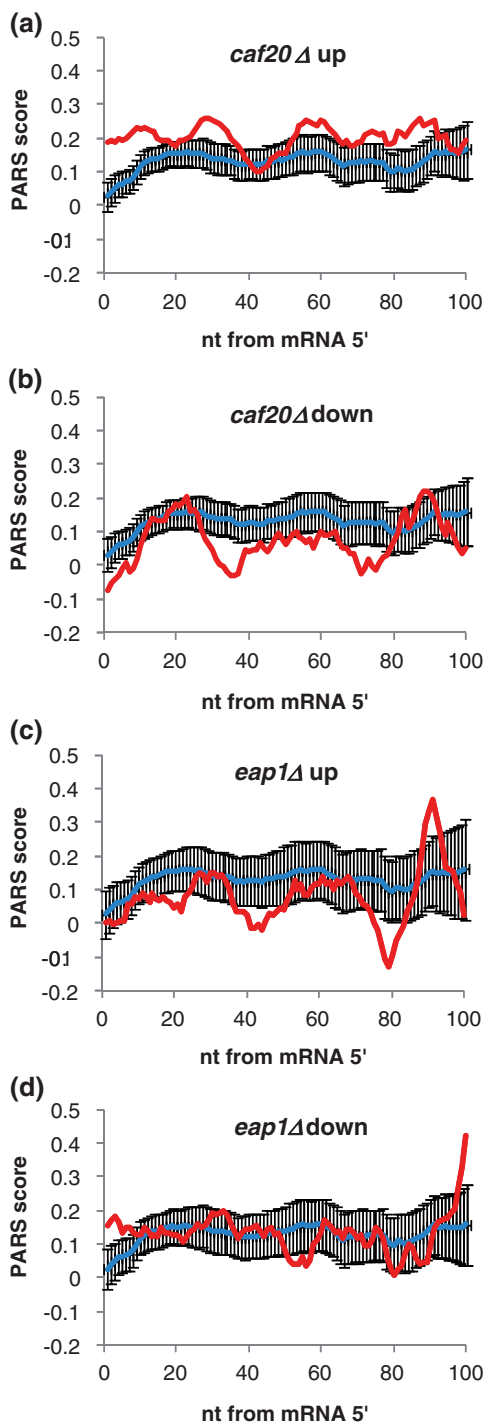 (a)
caf20Δ up
PARS score
0.5
0.4
0.3
0.2
0.1
0
-01
-0.2
0 20 40 60 80 100
nt from mRNA 5'
(b)
caf20Δ down
PARS score
0.5
0.4
0.3
0.2
0.1
0
-0.1
-0.2
0 20 40 60 80 100
nt from mRNA 5'
(c)
eap1Δ up
PARS score
0.5
0.4
0.3
0.2
0.1
0
-01
-0.2
0 20 40 60 80 100
nt from mRNA 5'
(d)
eap1Δ down
PARS score
0.5
0.4
0.3
0.2
0.1
0
-0.1
-0.2
0 20 40 60 80 100
nt from mRNA 5'